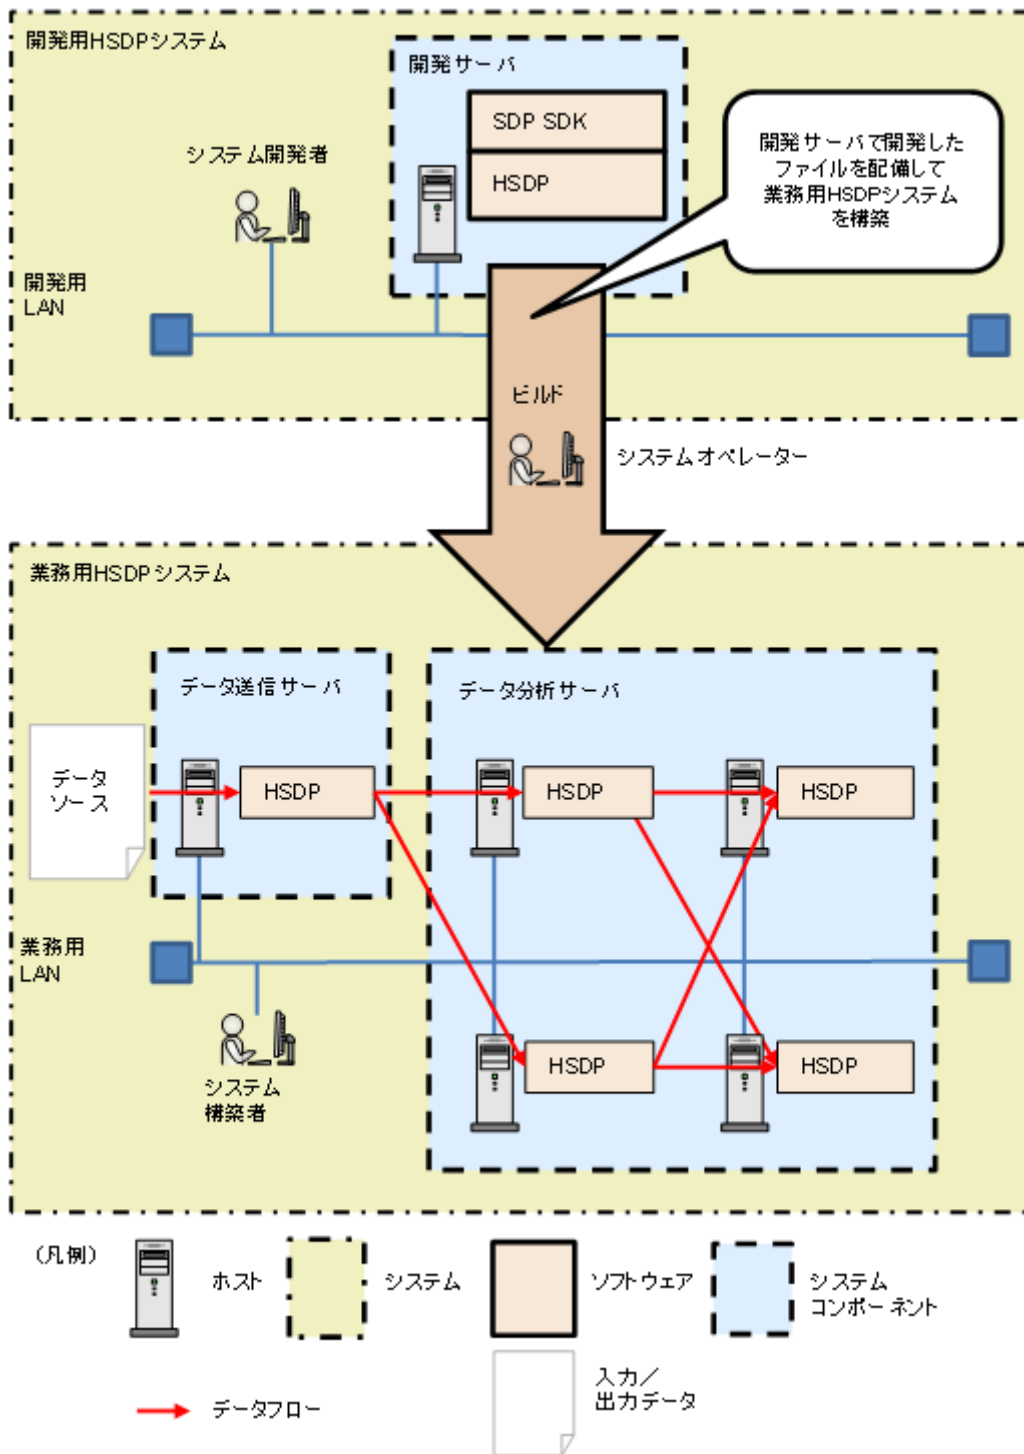 開発用HSDPシステム
開発サーバ
SDP SDK
HSDP
システム開発者
開発サーバで開発した
ファイルを配備して
業務用HSDPシステム
を構築
開発用
LAN
ビルド
システムオペレーター
業務用HSDPシステム
データ送信サーバ
データ分析サーバ
データ
ソース
HSDP
HSDP
HSDP
業務用
LAN
システム
構築者
HSDP
HSDP
(凡例)
ホスト
システム
ソフトウェア
システム
コンポーネント
データフロー
入力/
出力データ